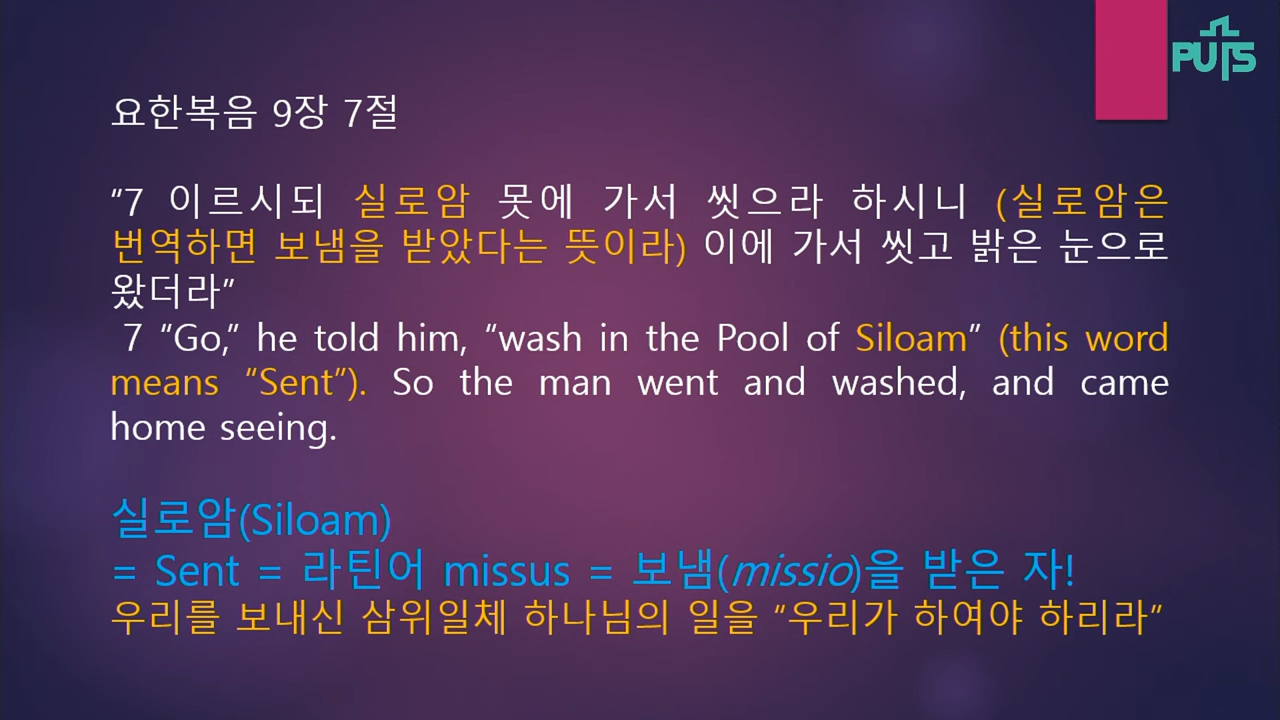 PUTS
요한복음 9장 7절
“7 이르시되 실로암 못에 가서 씻으라 하시니 (실로암은
번역하면 보냄을 받았다는 뜻이라) 이에 가서 씻고 밝은 눈으로
왔더라”
7 “Go,” he told him, “wash in the Pool of Siloam” (this word
means “Sent”). So the man went and washed, and came
home seeing.
실로암(Siloam)
= Sent = 라틴어 missus = 보냄(missio)을 받은 자!
우리를 보내신 삼위일체 하나님의 일을 “우리가 하여야 하리라”